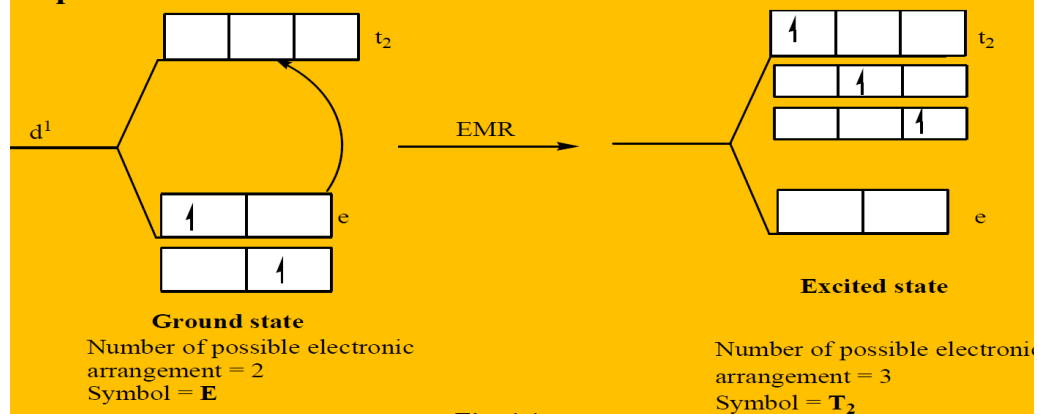 t₂
d¹
e
Ground state
Number of possible electronic
arrangement = 2
Symbol = E
EMR
t₂
e
Excited state
Number of possible electronic
arrangement = 3
Symbol = T₂